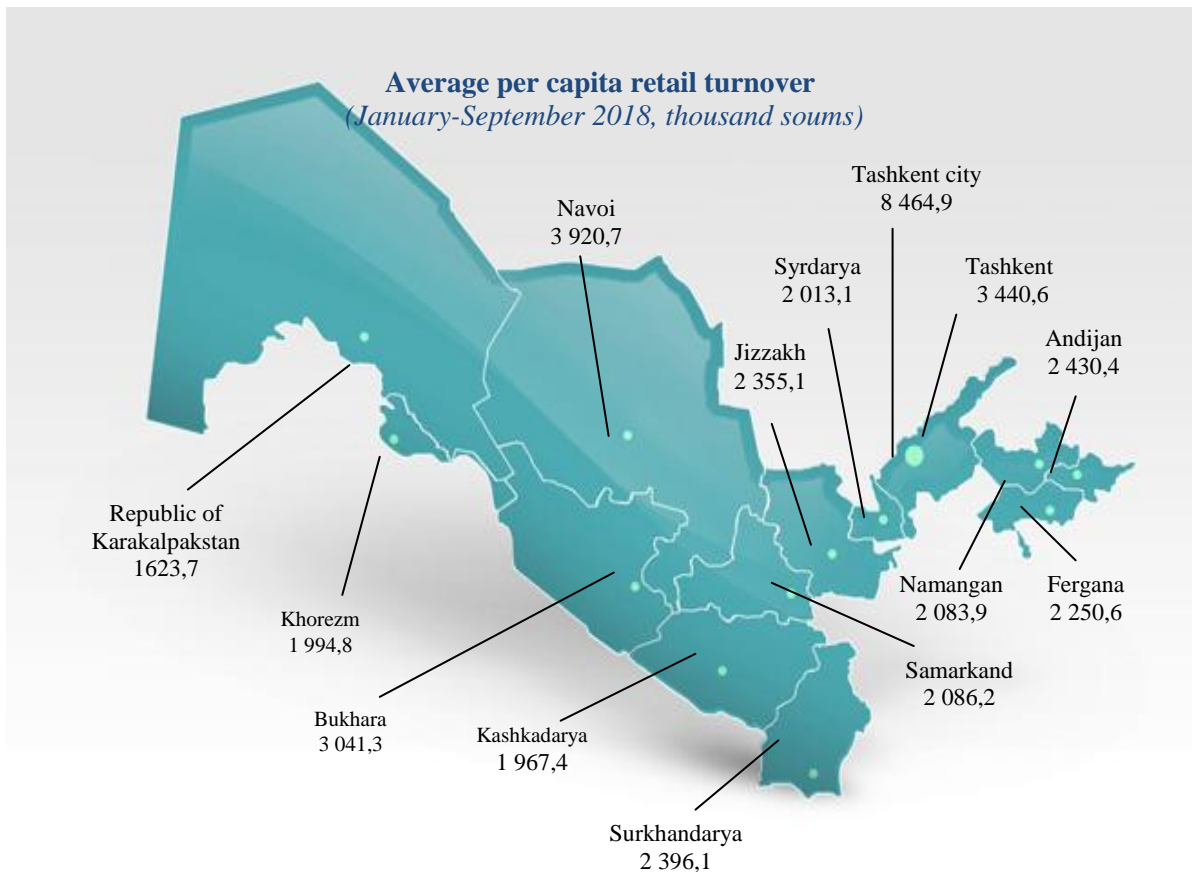 Average per capita retail turnover
(January-September 2018, thousand soums)
Tashkent city
8 464,9
Navoi
3 920,7
Syrdarya
2 013,1
Tashkent
3 440,6
Jizzakh
2 355,1
Andijan
2 430,4
Republic of
Karakalpakstan
1623,7
Namangan
2 083,9
Fergana
2 250,6
Khorezm
1 994,8
Samarkand
2 086,2
Bukhara
3 041,3
Kashkadarya
1 967,4
Surkhandarya
2 396,1